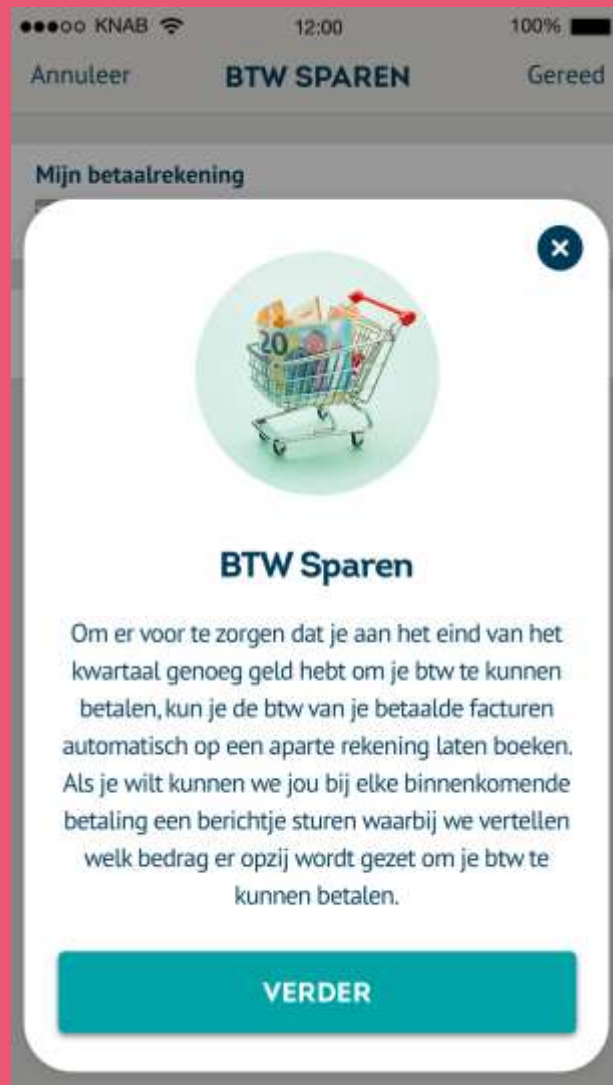 KNAB 12:00 100%
Annuleer BTW SPAREN Gereed
Mijn betaalrekening
20
BTW Sparen
Om er voor te zorgen dat je aan het eind van het
kwartaal genoeg geld hebt om je btw te kunnen
betalen, kun je de btw van je betaalde facturen
automatisch op een aparte rekening laten boeken.
Als je wilt kunnen we jou bij elke binnenkomende
betaling een berichtje sturen waarbij we vertellen
welk bedrag er opzij wordt gezet om je btw te
kunnen betalen.
VERDER